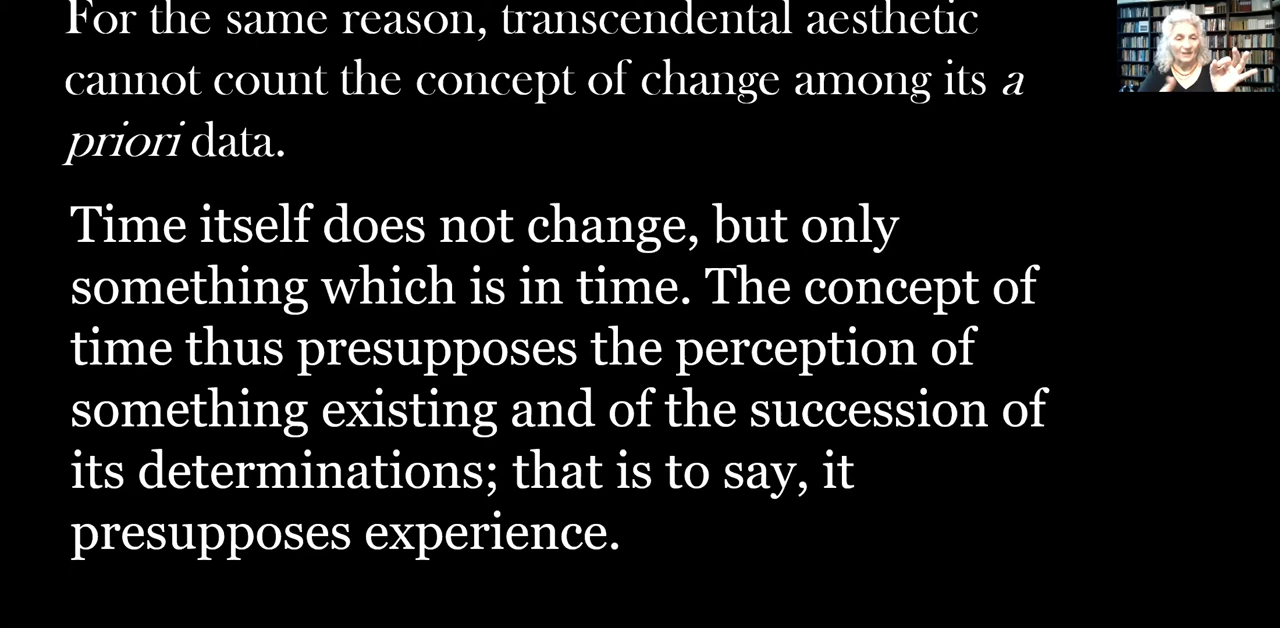 For the same reason, transcendental aesthetic
cannot count the concept of change among its a
priori data.
Time itself does not change, but only
something which is in time. The concept of
time thus presupposes the perception of
something existing and of the succession of
its determinations; that is to say, it
presupposes experience.